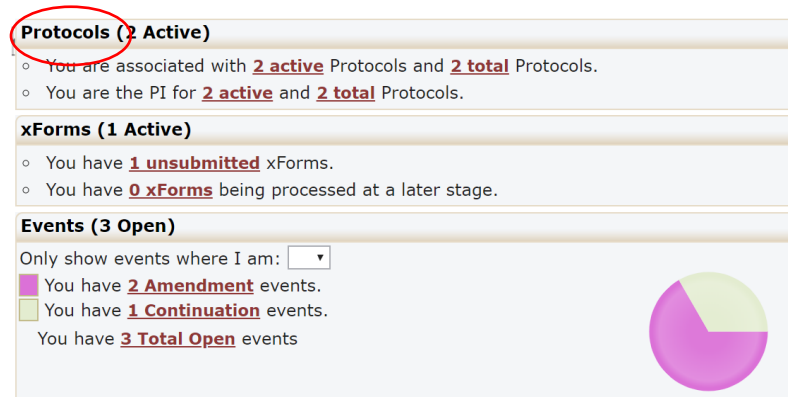 Protocols (2 Active)
You are associated with 2 active Protocols and 2 total Protocols.
You are the PI for 2 active and 2 total Protocols.
xForms (1 Active)
You have 1 unsubmitted xForms.
You have 0 xForms being processed at a later stage.
Events (3 Open)
Only show events where I am:
You have 2 Amendment events.
You have 1 Continuation events.
You have 3 Total Open events